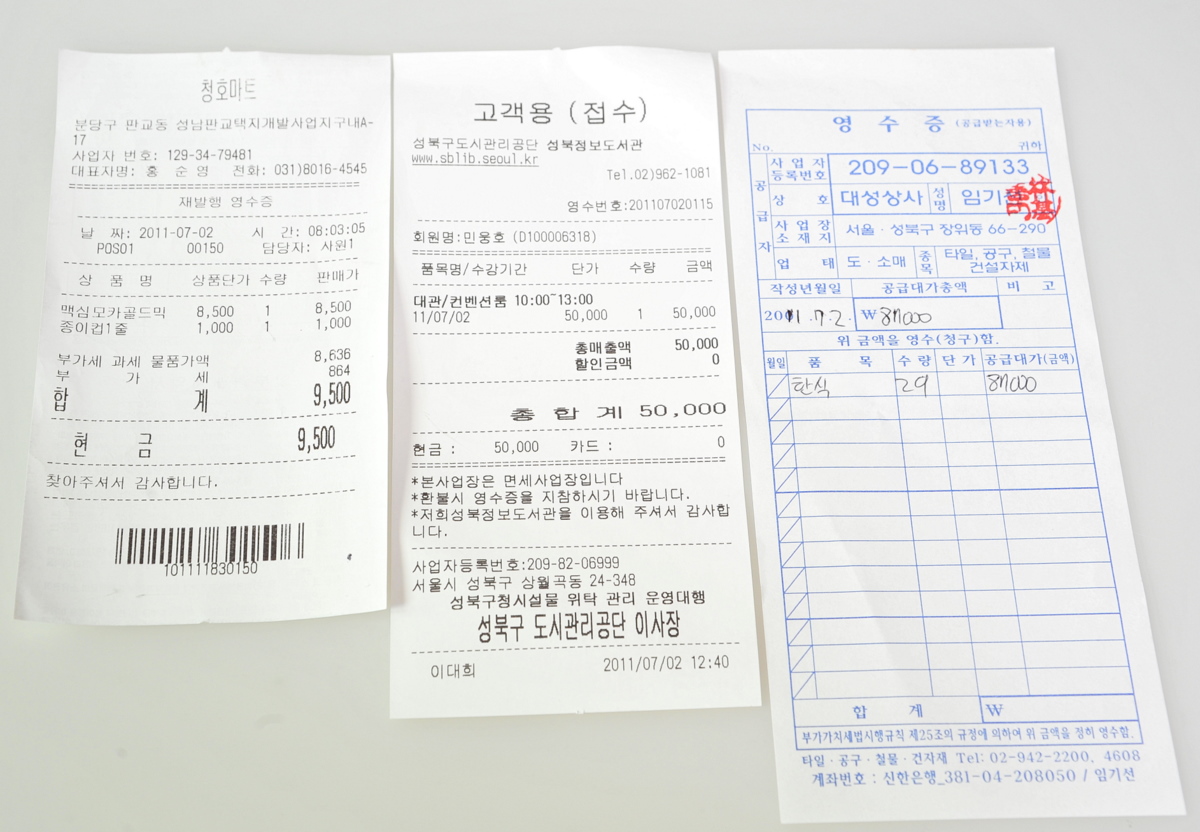 청호마트
분당구 판교동 성남판교택지개발사업지구내A-
17
사업자 번호: 129-34-79481
대표자명: 홍 순 영 전화: 031)8016-4545
재발행 영수증
날 짜: 2011-07-02 시 간: 08:03:05
POS01 00150 담당자: 사원1
상 품 명 상품단가 수량 판매가
맥심모카골드믹 8,500 1 8,500
종이컵1줄 1,000 1 1,000
부가세 과세 물품가액 8,636
부 가 세 864
합 계 9,500
현 금 9,500
찾아주셔서 감사합니다.
101111830150
고객용 (접수)
성북구도시관리공단 성북정보도서관
www.sblib.seoul.kr
Tel.02)962-1081
영수번호:201107020115
회원명:민웅호 (D100006318)
품목명/수강기간 단가 수량 금액
대관/컨벤션룸 10:00~13:00
11/07/02 50,000 1 50,000
총매출액 50,000
할인금액 0
총 합 계 50,000
현금 : 50,000 카드 : 0
*본사업장은 면세사업장입니다
*환불시 영수증을 지참하시기 바랍니다.
*저희성북정보도서관을 이용해 주셔서 감사합
니다.
사업자등록번호:209-82-06999
서울시 성북구 상월곡동 24-348
성북구청시설물 위탁 관리 운영대행
성북구 도시관리공단 이사장
이대희 2011/07/02 12:40
영 수 증 (공급받는자용)
No. 귀하
공급자
사업자등록번호 209-06-89133
상 호 대성상사 성명 임기선
사업장소재지 서울·성북구 장위동 66-290
업 태 도·소매 종목 타일, 공구, 철물
건설자제
작성년월일 공급대가총액 비 고
2011.7.2. ₩87,000
위 금액을 영수(청구)함.
월일 품 목 수 량 단 가 공급대가(금액)
한식 29 87,000
합 계 ₩
부가가치세법시행규칙 제25조의 규정에 의하여 위 금액을 정히 영수함.
타일·공구·철물·건자재 Tel: 02-942-2200, 4608
계좌번호 : 신한은행_381-04-208050 / 임기선